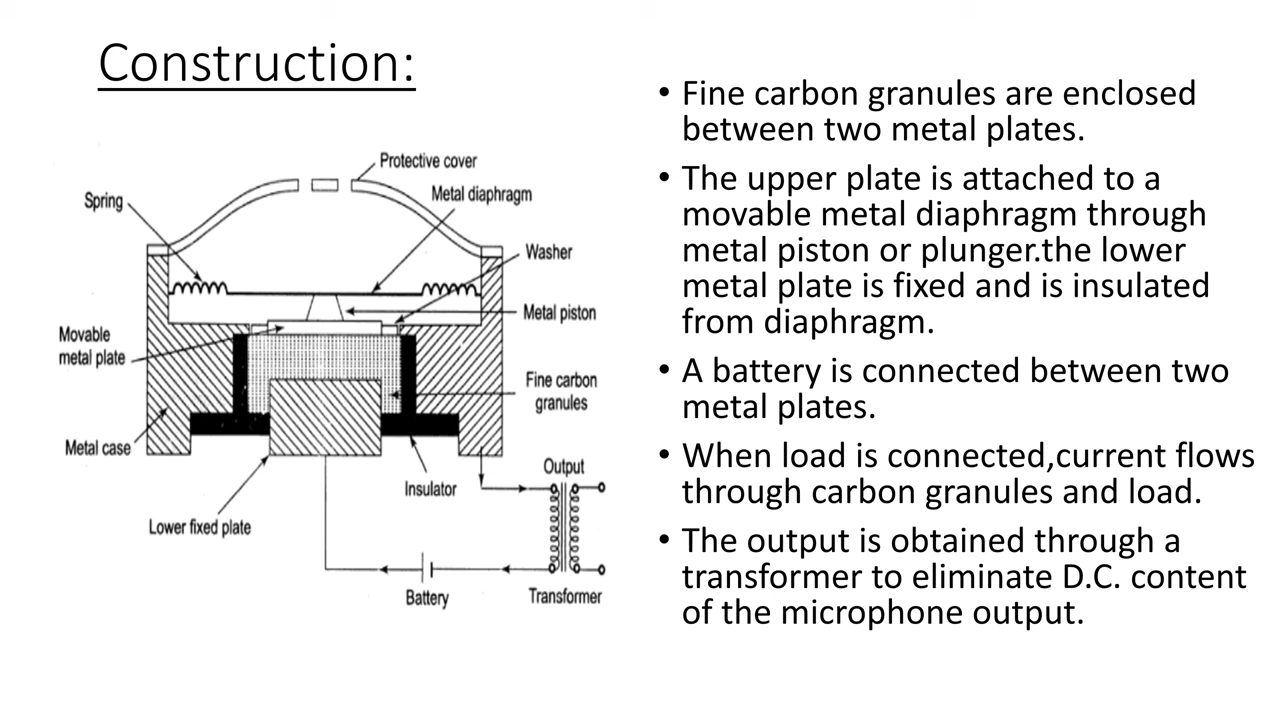 Construction:
Protective cover
Metal diaphragm
Spring
Washer
Metal piston
Movable
metal plate
Fine carbon
granules
Metal case
Output
Insulator
Lower fixed plate
Battery
Transformer
• Fine carbon granules are enclosed
between two metal plates.
• The upper plate is attached to a
movable metal diaphragm through
metal piston or plunger.the lower
metal plate is fixed and is insulated
from diaphragm.
• A battery is connected between two
metal plates.
• When load is connected,current flows
through carbon granules and load.
• The output is obtained through a
transformer to eliminate D.C. content
of the microphone output.